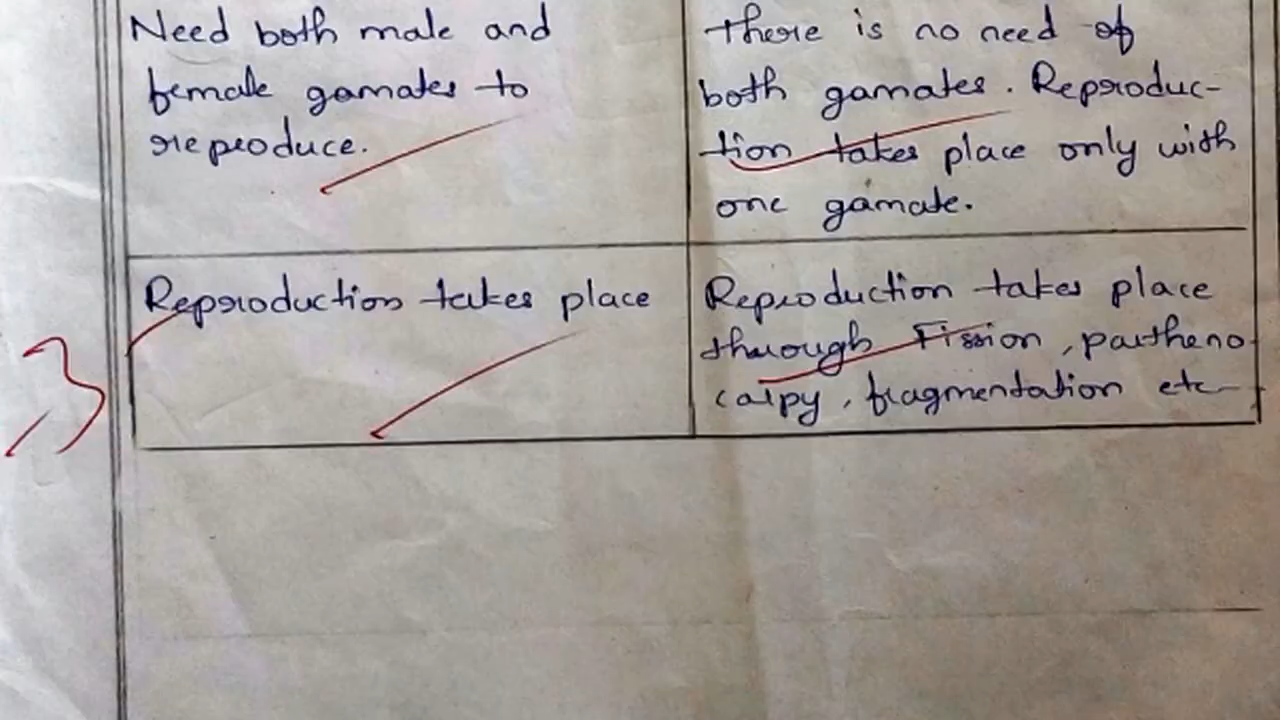 Need both male and
female gamates to
reproduce.
There is no need of
both gamates. Reproduc-
tion takes place only with
one gamate.
Reproduction takes place
Reproduction takes place
through Fission, partheno
carpy, fragmentation etc
3